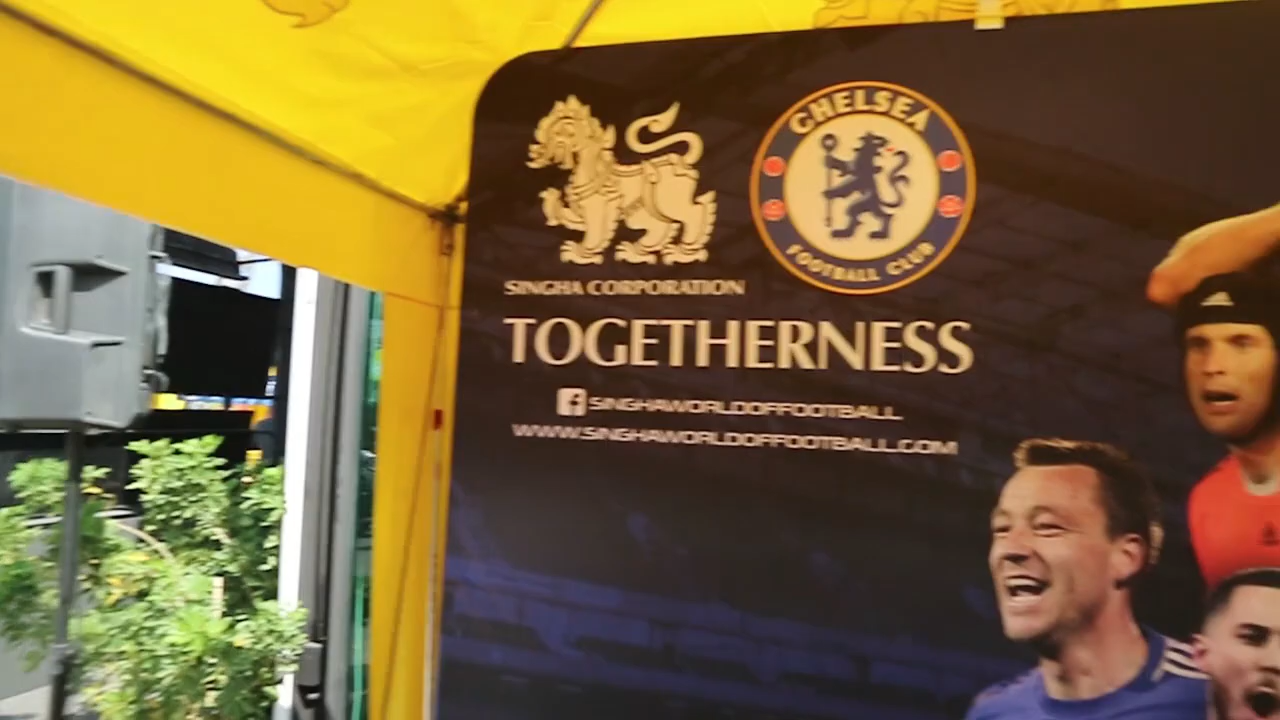 CHELSEA
FOOTBALL CLUB
SINGHA CORPORATION
TOGETHERNESS
SINGHAWORLDOFFOOTBALL
WWW.SINGHAWORLDOFFOOTBALL.COM